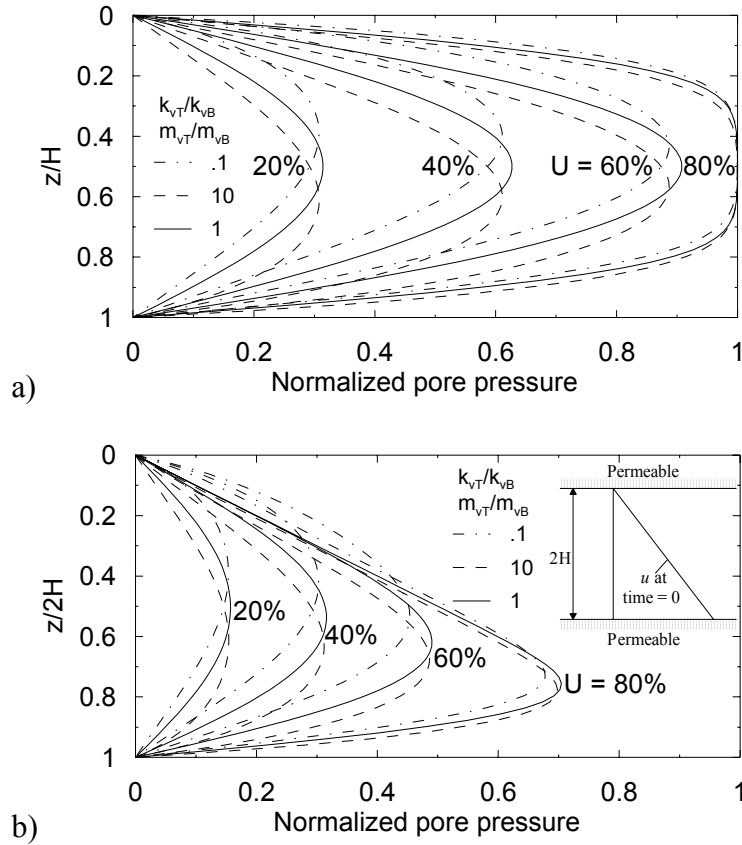 0
0.2
0.4
0.6
0.8
1
z/H
k_vT/k_vB
m_vT/m_vB
.1
10
1
20%
40%
U = 60%
80%
0 0.2 0.4 0.6 0.8 1
Normalized pore pressure
a)
0
0.2
0.4
0.6
0.8
1
z/2H
20%
40%
60%
U = 80%
k_vT/k_vB
m_vT/m_vB
.1
10
1
Permeable
2H
u at
time = 0
Permeable
0 0.2 0.4 0.6 0.8 1
Normalized pore pressure
b)